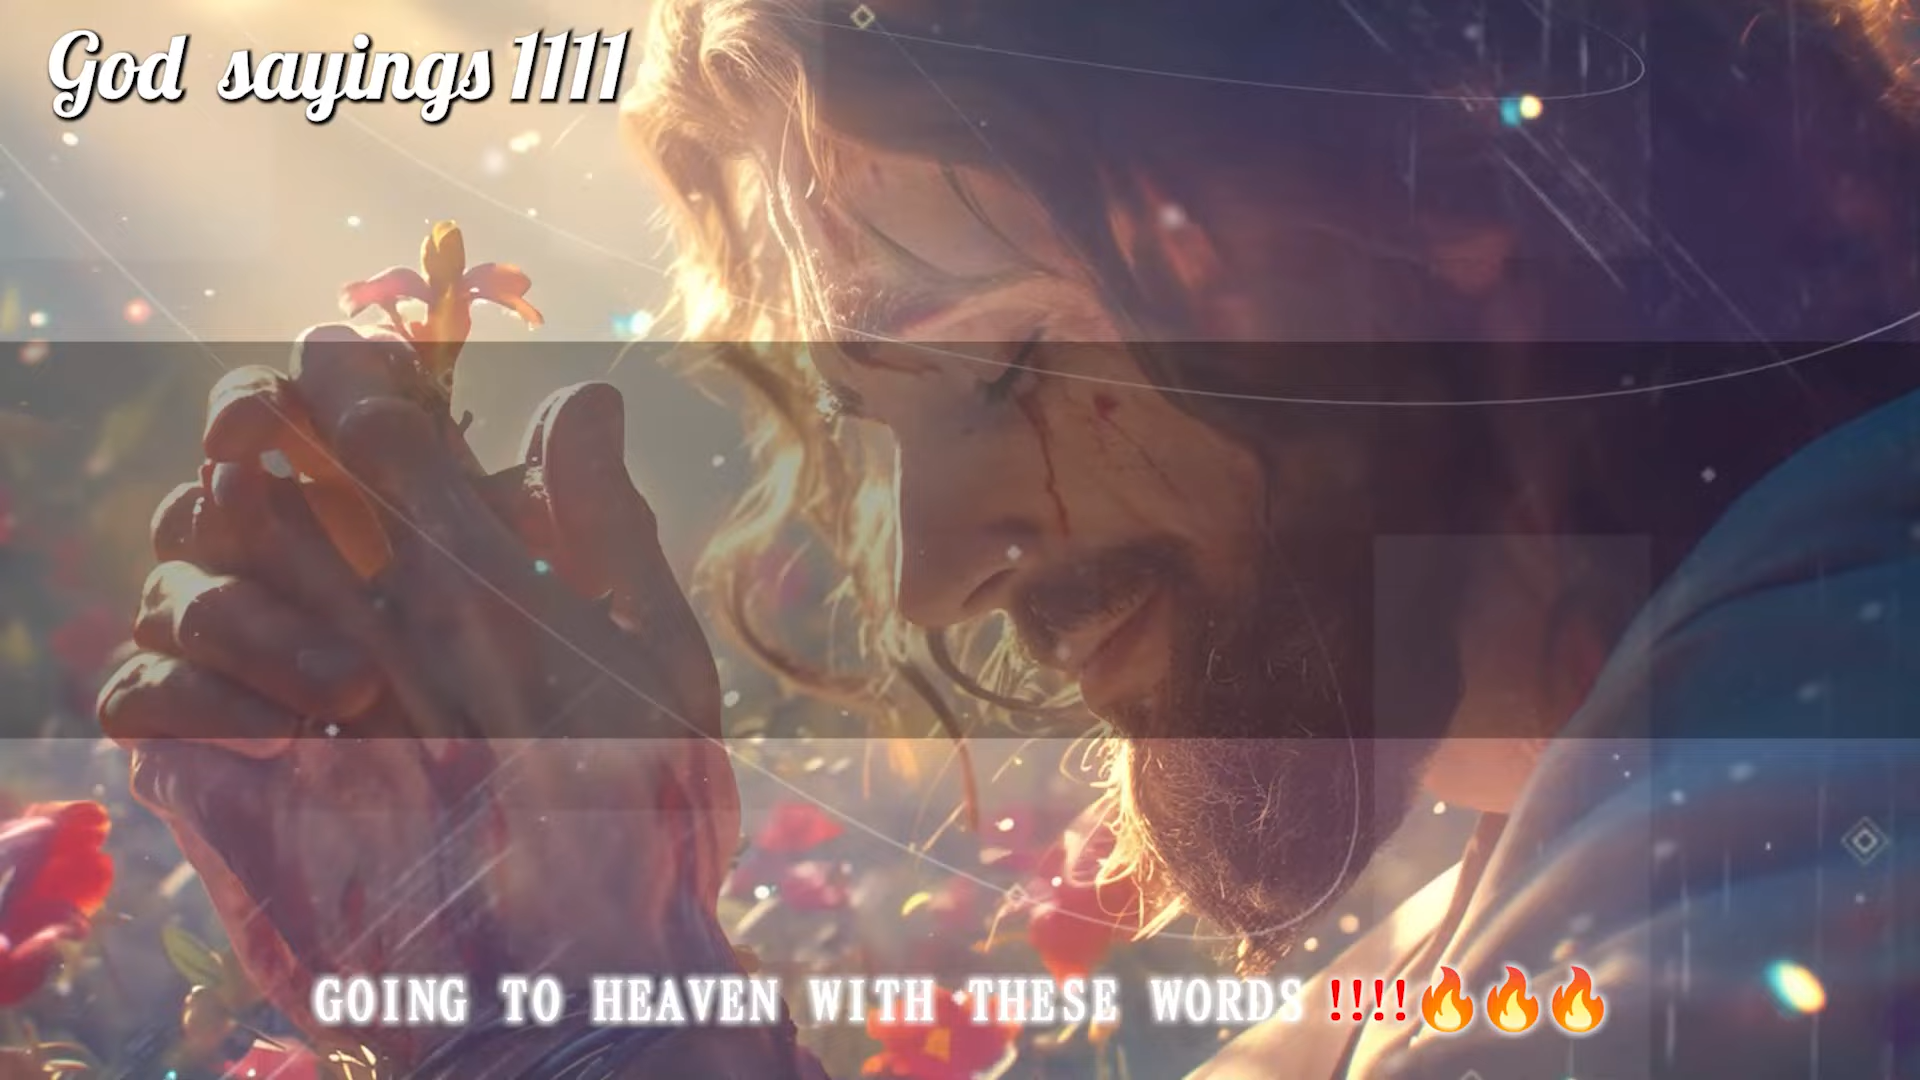 God sayings 1111
GOING TO HEAVEN WITH THESE WORDS !!!!🔥🔥🔥